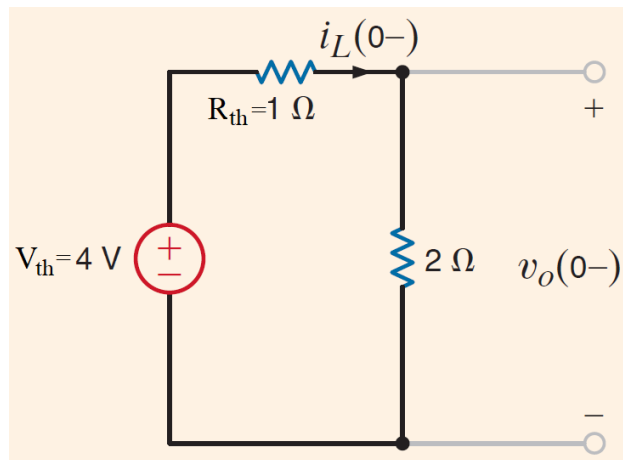 i_L(0−)
R_th=1 Ω
+
V_th=4 V
+
−
2 Ω
v_o(0−)
−